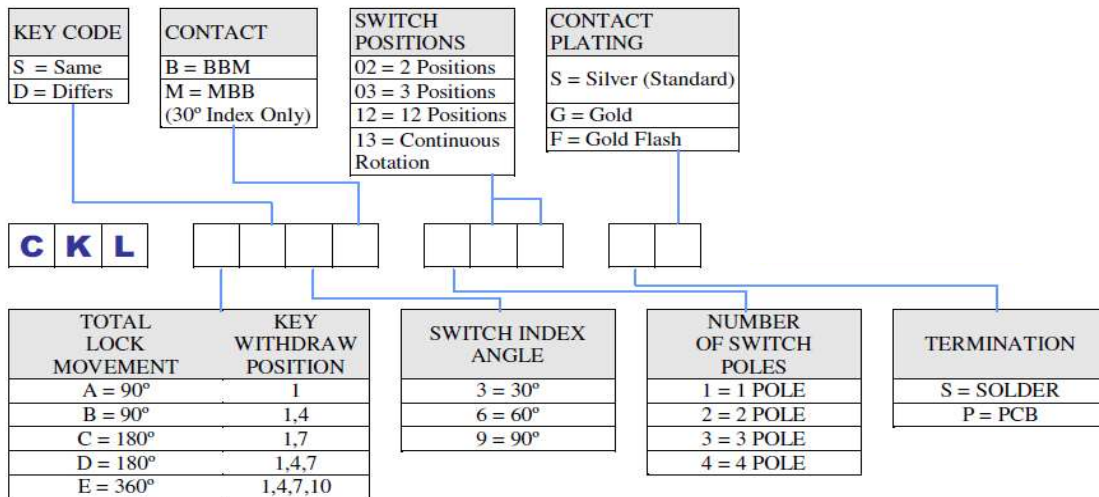 KEY CODE
S = Same
D = Differs
CONTACT
B = BBM
M = MBB
(30º Index Only)
SWITCH
POSITIONS
02 = 2 Positions
03 = 3 Positions
12 = 12 Positions
13 = Continuous
Rotation
CONTACT
PLATING
S = Silver (Standard)
G = Gold
F = Gold Flash
C K L
TOTAL
LOCK
MOVEMENT
KEY
WITHDRAW
POSITION
A = 90º 1
B = 90º 1,4
C = 180º 1,7
D = 180º 1,4,7
E = 360º 1,4,7,10
SWITCH INDEX
ANGLE
3 = 30º
6 = 60º
9 = 90º
NUMBER
OF SWITCH
POLES
1 = 1 POLE
2 = 2 POLE
3 = 3 POLE
4 = 4 POLE
TERMINATION
S = SOLDER
P = PCB